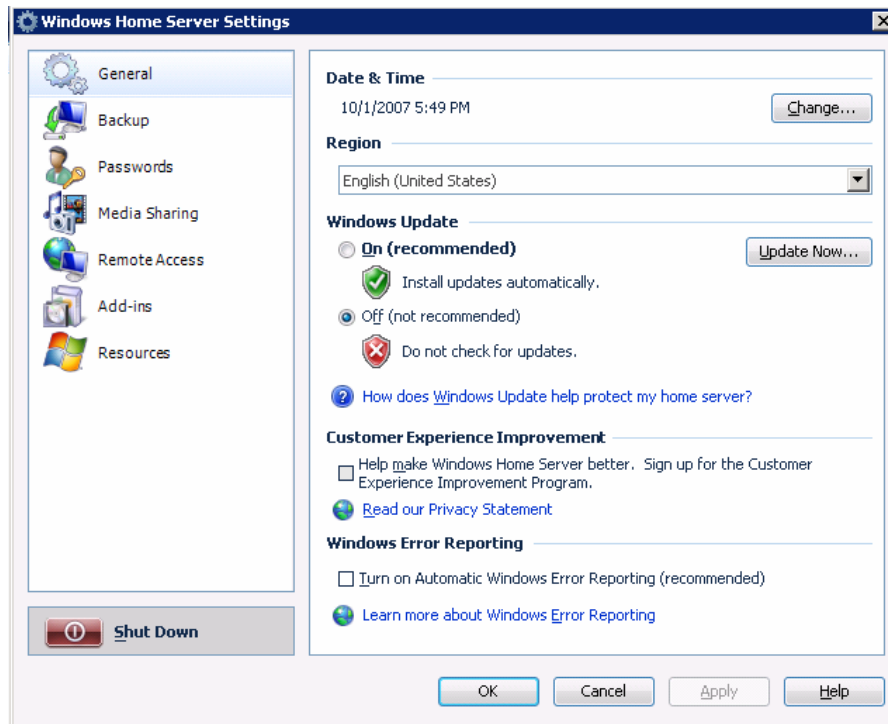 Windows Home Server Settings
General
Backup
Passwords
Media Sharing
Remote Access
Add-ins
Resources
Shut Down
Date & Time
10/1/2007 5:49 PM
Change...
Region
English (United States)
Windows Update
On (recommended)
Update Now...
Install updates automatically.
Off (not recommended)
Do not check for updates.
How does Windows Update help protect my home server?
Customer Experience Improvement
Help make Windows Home Server better. Sign up for the Customer
Experience Improvement Program.
Read our Privacy Statement
Windows Error Reporting
Turn on Automatic Windows Error Reporting (recommended)
Learn more about Windows Error Reporting
OK
Cancel
Apply
Help